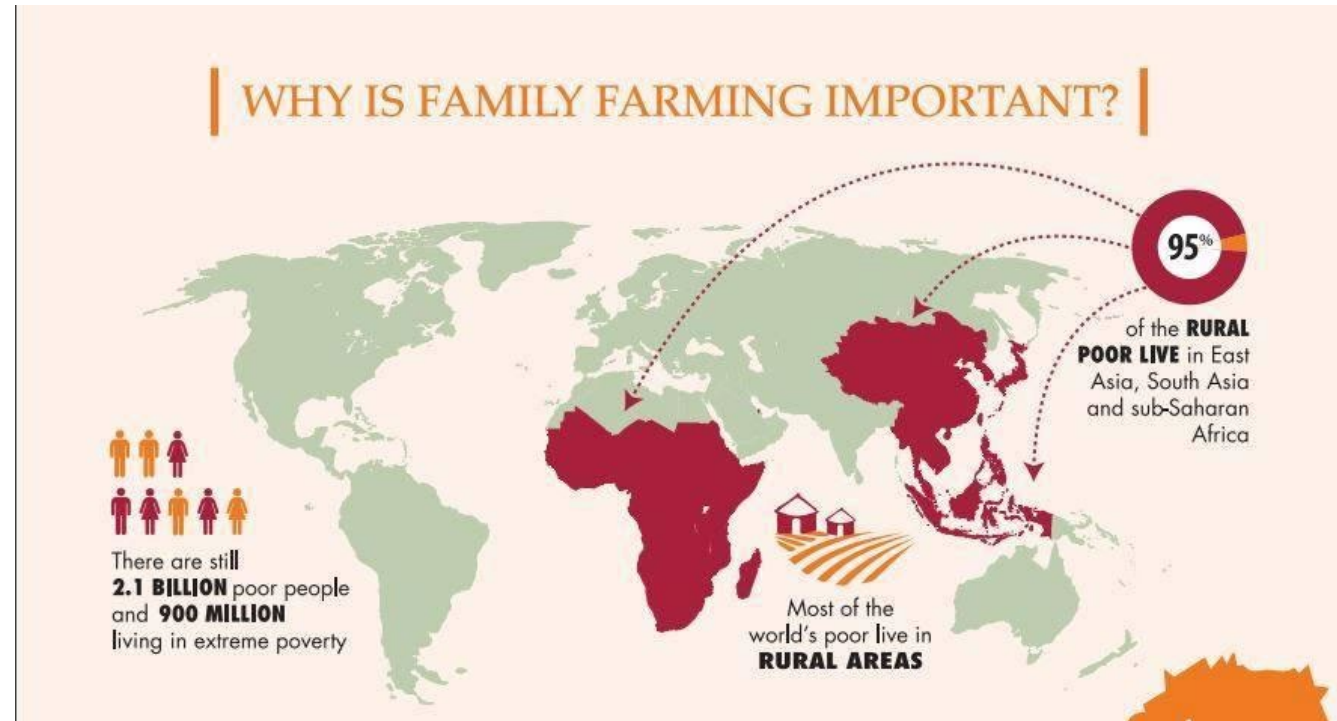 WHY IS FAMILY FARMING IMPORTANT?
95%
of the RURAL
POOR LIVE in East
Asia, South Asia
and sub-Saharan
Africa
There are still
2.1 BILLION poor people
and 900 MILLION
living in extreme poverty
Most of the
world's poor live in
RURAL AREAS